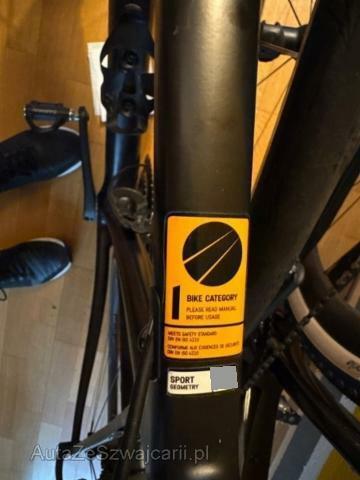 1
BIKE CATEGORY
PLEASE READ MANUAL
BEFORE USAGE
MEETS SAFETY STANDARD
DIN EN ISO 4210
CONFORME AUX EXIGENCES DE SÉCURITÉ
DIN EN ISO 4210
SPORT
GEOMETRY
AutaZeSzwajcarii.pl